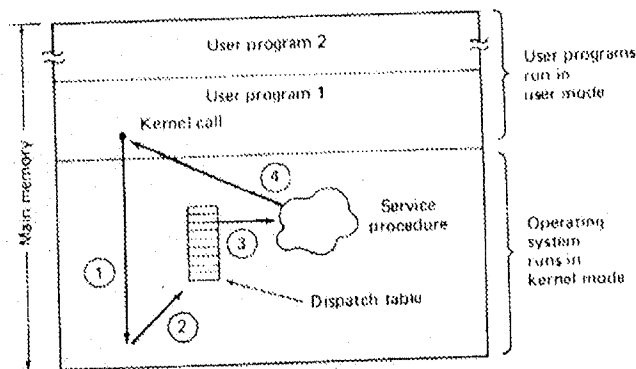 User program 2
User programs
run in
user mode
User program 1
Kernel call
Main memory
4
Service
procedure
3
Operating
system
runs in
kernel mode
1
Dispatch table
2